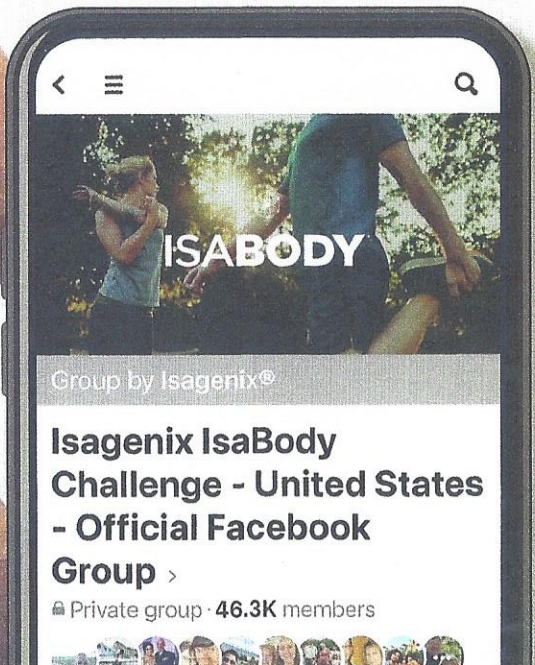 ISABODY
Group by Isagenix®
Isagenix IsaBody
Challenge - United States
- Official Facebook
Group >
Private group · 46.3K members